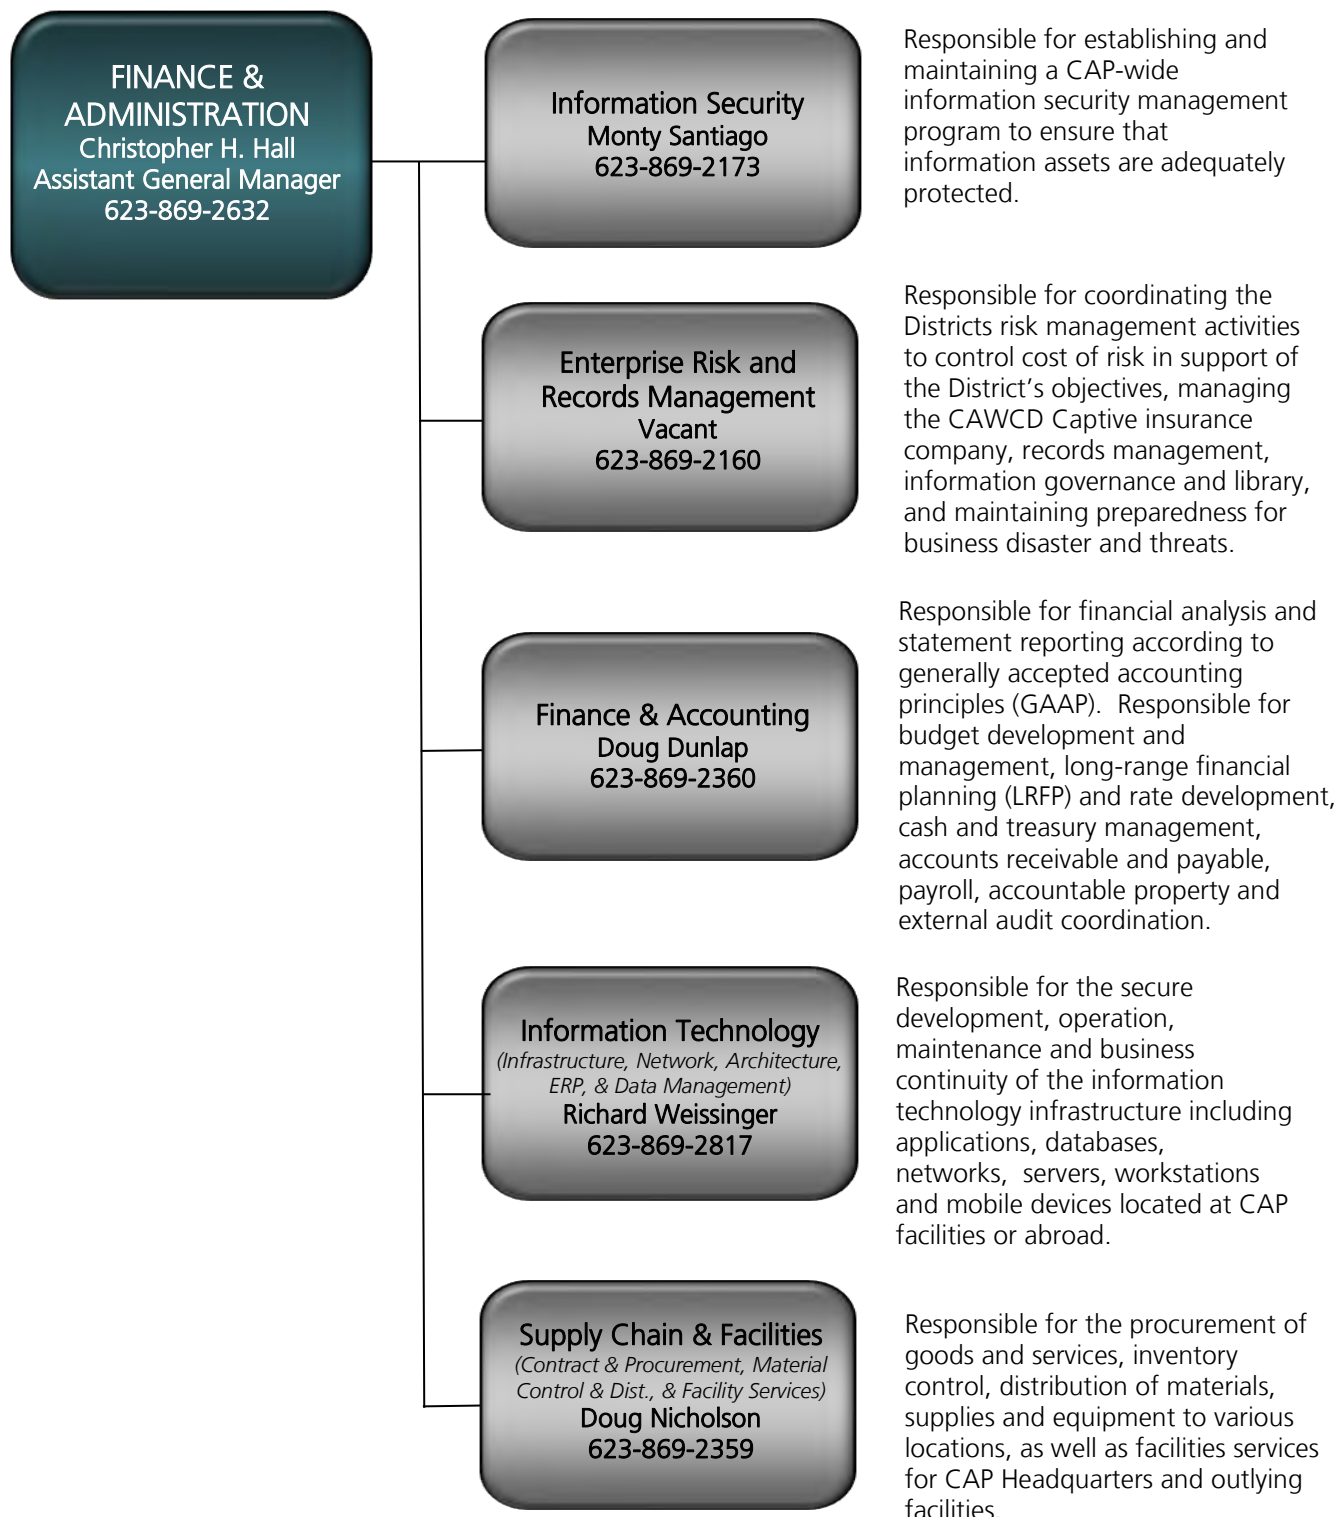 FINANCE &
ADMINISTRATION
Christopher H. Hall
Assistant General Manager
623-869-2632
Information Security
Monty Santiago
623-869-2173
Responsible for establishing and
maintaining a CAP-wide
information security management
program to ensure that
information assets are adequately
protected.
Enterprise Risk and
Records Management
Vacant
623-869-2160
Responsible for coordinating the
Districts risk management activities
to control cost of risk in support of
the District’s objectives, managing
the CAWCD Captive insurance
company, records management,
information governance and library,
and maintaining preparedness for
business disaster and threats.
Finance & Accounting
Doug Dunlap
623-869-2360
Responsible for financial analysis and
statement reporting according to
generally accepted accounting
principles (GAAP).  Responsible for
budget development and
management, long-range financial
planning (LRFP) and rate development,
cash and treasury management,
accounts receivable and payable,
payroll, accountable property and
external audit coordination.
Information Technology
(Infrastructure, Network, Architecture,
ERP, & Data Management)
Richard Weissinger
623-869-2817
Responsible for the secure
development, operation,
maintenance and business
continuity of the information
technology infrastructure including
applications, databases,
networks,  servers, workstations
and mobile devices located at CAP
facilities or abroad.
Supply Chain & Facilities
(Contract & Procurement, Material
Control & Dist., & Facility Services)
Doug Nicholson
623-869-2359
Responsible for the procurement of
goods and services, inventory
control, distribution of materials,
supplies and equipment to various
locations, as well as facilities services
for CAP Headquarters and outlying
facilities.